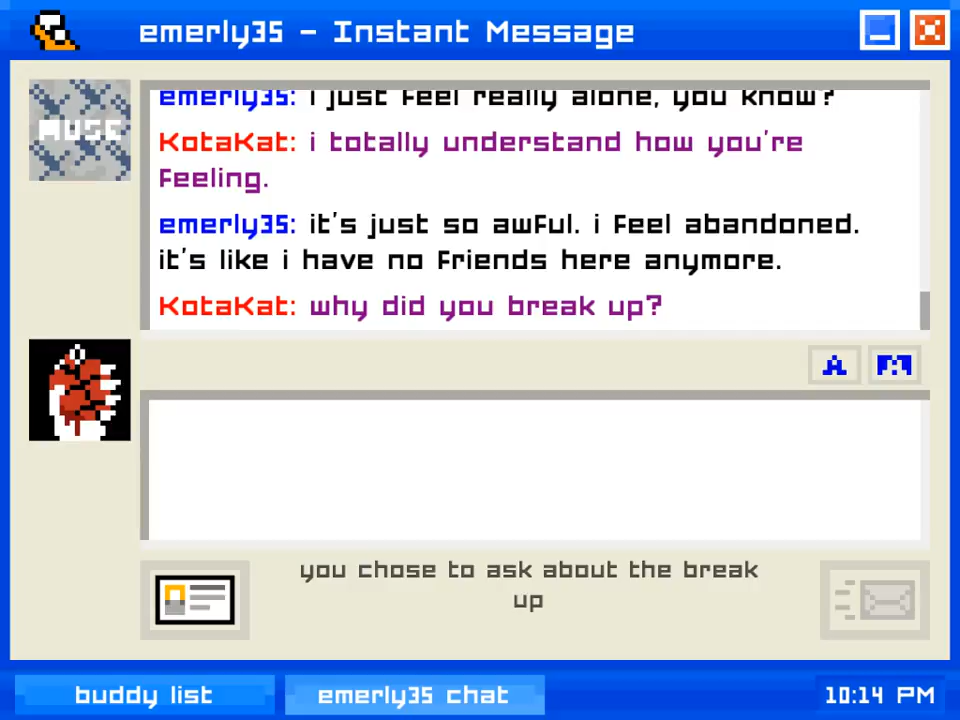 emerly35 - Instant Message
emerly35: i just feel really alone, you know?
MUSE
KotaKat: i totally understand how you're
feeling.
emerly35: it's just so awful. i feel abandoned.
it's like i have no friends here anymore.
KotaKat: why did you break up?
A
you chose to ask about the break
up
buddy list
emerly35 chat
10:14 PM